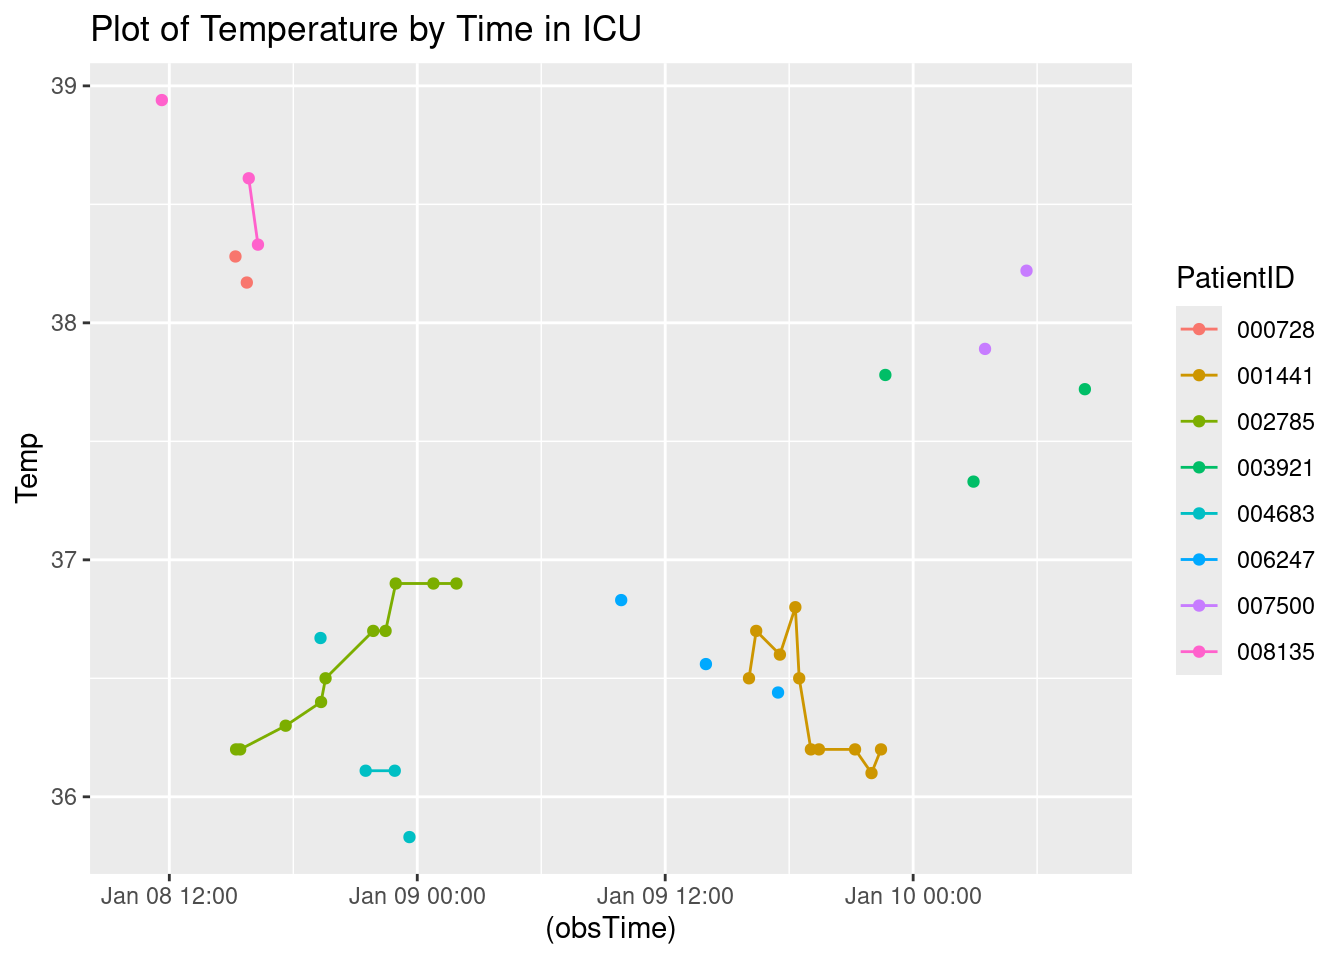 Plot of Temperature by Time in ICU
39
38
37
36
Temp
Jan 08 12:00
Jan 09 00:00
Jan 09 12:00
Jan 10 00:00
(obsTime)
PatientID
000728
001441
002785
003921
004683
006247
007500
008135